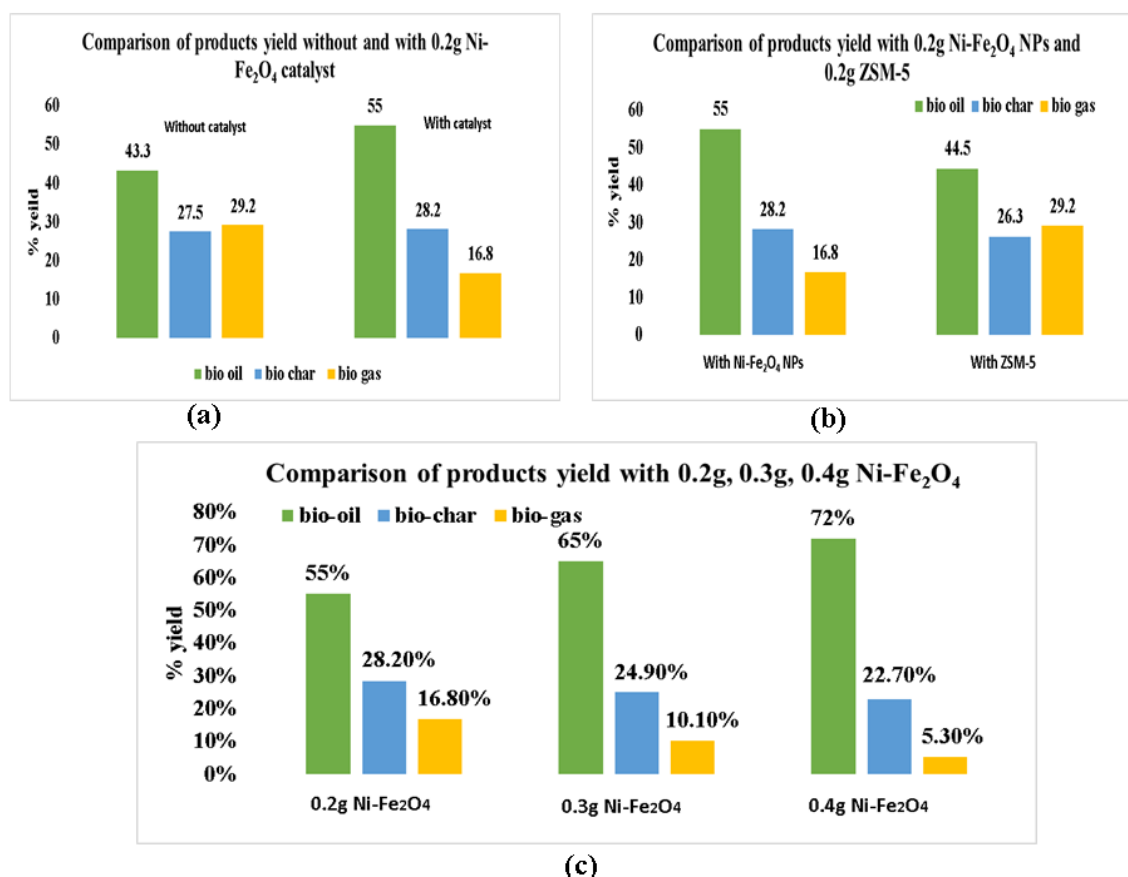 Comparison of products yield without and with 0.2g Ni-
Fe₂O₄ catalyst
% yeild
60
50
40
30
20
10
0
Without catalyst
With catalyst
43.3
27.5
29.2
55
28.2
16.8
bio oil bio char bio gas
(a)
Comparison of products yield with 0.2g Ni-Fe₂O₄ NPs and
0.2g ZSM-5
bio oil bio char bio gas
% yield
60
50
40
30
20
10
0
55
28.2
16.8
44.5
26.3
29.2
With Ni-Fe₂O₄ NPs
With ZSM-5
(b)
Comparison of products yield with 0.2g, 0.3g, 0.4g Ni-Fe₂O₄
bio-oil bio-char bio-gas
% yield
80%
70%
60%
50%
40%
30%
20%
10%
0%
55%
28.20%
16.80%
65%
24.90%
10.10%
72%
22.70%
5.30%
0.2g Ni-Fe₂O₄
0.3g Ni-Fe₂O₄
0.4g Ni-Fe₂O₄
(c)